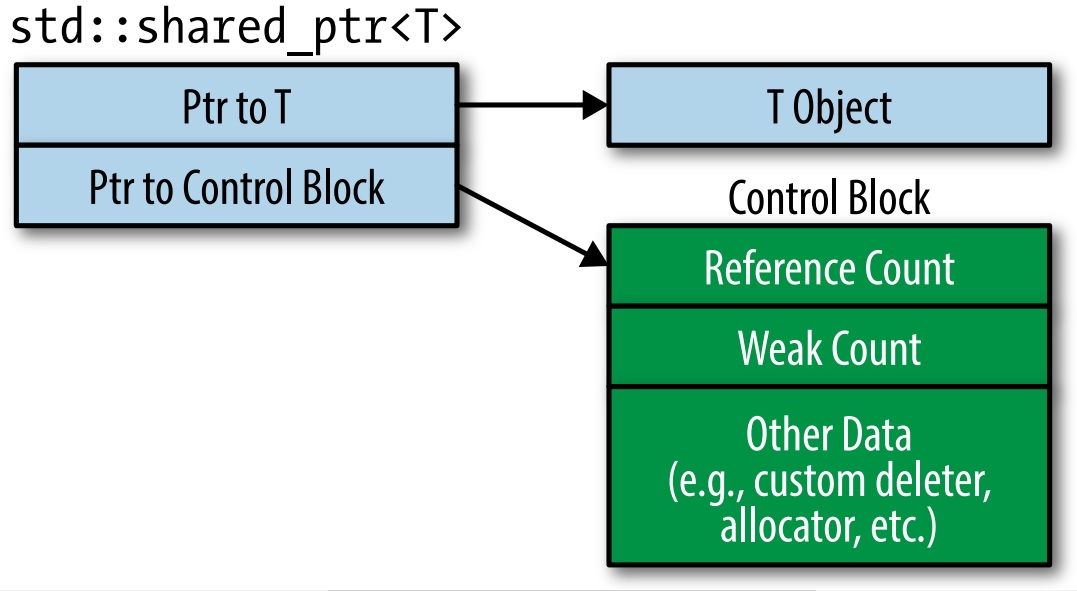 std::shared_ptr<T>
Ptr to T
T Object
Ptr to Control Block
Control Block
Reference Count
Weak Count
Other Data
(e.g., custom deleter,
allocator, etc.)